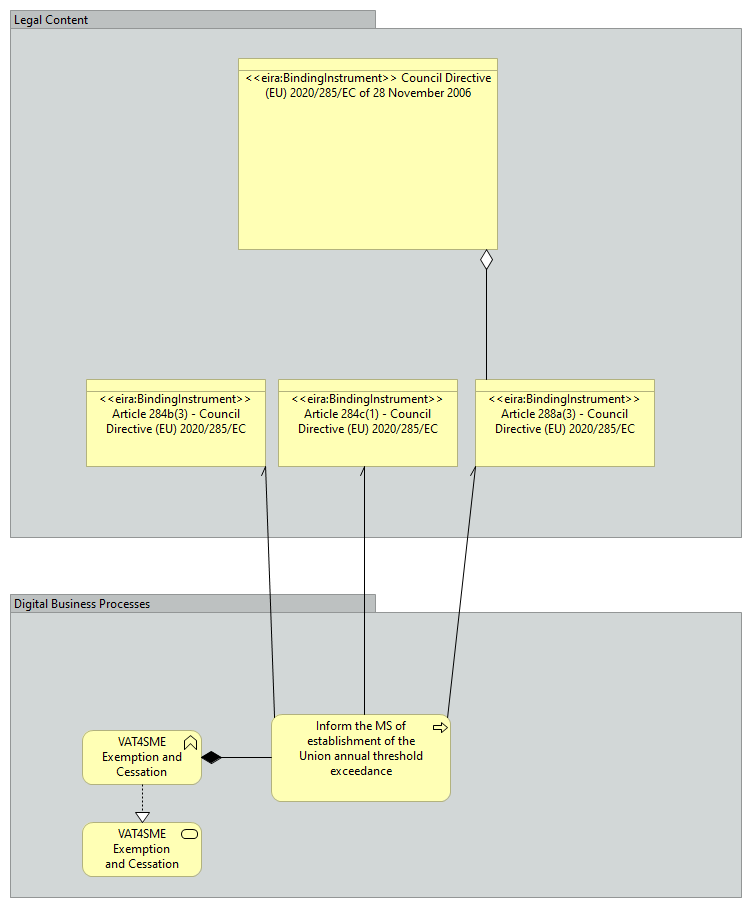 Legal Content
<<eira:BindingInstrument>> Council Directive
(EU) 2020/285/EC of 28 November 2006
<<eira:BindingInstrument>>
Article 284b(3) - Council
Directive (EU) 2020/285/EC
<<eira:BindingInstrument>>
Article 284c(1) - Council
Directive (EU) 2020/285/EC
<<eira:BindingInstrument>>
Article 288a(3) - Council
Directive (EU) 2020/285/EC
Digital Business Processes
Inform the MS of
establishment of the
Union annual threshold
exceedance
VAT4SME
Exemption and
Cessation
VAT4SME
Exemption
and Cessation